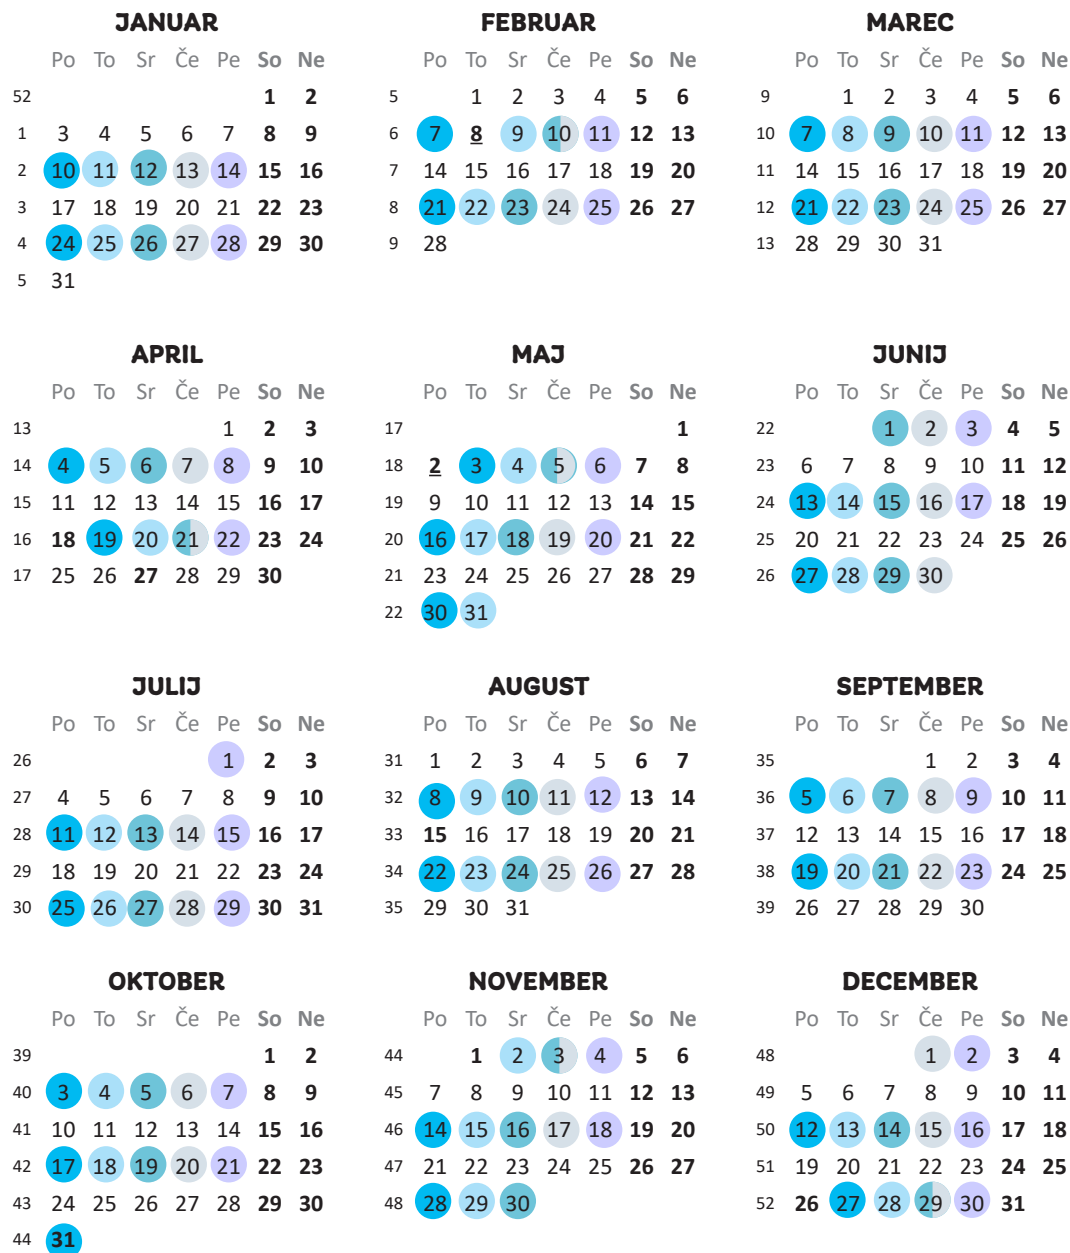 JANUAR
Po To Sr Če Pe So Ne
52 1 2
1 3 4 5 6 7 8 9
2 10 11 12 13 14 15 16
3 17 18 19 20 21 22 23
4 24 25 26 27 28 29 30
5 31
FEBRUAR
Po To Sr Če Pe So Ne
5 1 2 3 4 5 6
6 7 8 9 10 11 12 13
7 14 15 16 17 18 19 20
8 21 22 23 24 25 26 27
9 28
MAREC
Po To Sr Če Pe So Ne
9 1 2 3 4 5 6
10 7 8 9 10 11 12 13
11 14 15 16 17 18 19 20
12 21 22 23 24 25 26 27
13 28 29 30 31
APRIL
Po To Sr Če Pe So Ne
13 1 2 3
14 4 5 6 7 8 9 10
15 11 12 13 14 15 16 17
16 18 19 20 21 22 23 24
17 25 26 27 28 29 30
MAJ
Po To Sr Če Pe So Ne
17 1
18 2 3 4 5 6 7 8
19 9 10 11 12 13 14 15
20 16 17 18 19 20 21 22
21 23 24 25 26 27 28 29
22 30 31
JUNIJ
Po To Sr Če Pe So Ne
22 1 2 3 4 5
23 6 7 8 9 10 11 12
24 13 14 15 16 17 18 19
25 20 21 22 23 24 25 26
26 27 28 29 30
JULIJ
Po To Sr Če Pe So Ne
26 1 2 3
27 4 5 6 7 8 9 10
28 11 12 13 14 15 16 17
29 18 19 20 21 22 23 24
30 25 26 27 28 29 30 31
AUGUST
Po To Sr Če Pe So Ne
31 1 2 3 4 5 6 7
32 8 9 10 11 12 13 14
33 15 16 17 18 19 20 21
34 22 23 24 25 26 27 28
35 29 30 31
SEPTEMBER
Po To Sr Če Pe So Ne
35 1 2 3 4
36 5 6 7 8 9 10 11
37 12 13 14 15 16 17 18
38 19 20 21 22 23 24 25
39 26 27 28 29 30
OKTOBER
Po To Sr Če Pe So Ne
39 1 2
40 3 4 5 6 7 8 9
41 10 11 12 13 14 15 16
42 17 18 19 20 21 22 23
43 24 25 26 27 28 29 30
44 31
NOVEMBER
Po To Sr Če Pe So Ne
44 1 2 3 4 5 6
45 7 8 9 10 11 12 13
46 14 15 16 17 18 19 20
47 21 22 23 24 25 26 27
48 28 29 30
DECEMBER
Po To Sr Če Pe So Ne
48 1 2 3 4
49 5 6 7 8 9 10 11
50 12 13 14 15 16 17 18
51 19 20 21 22 23 24 25
52 26 27 28 29 30 31